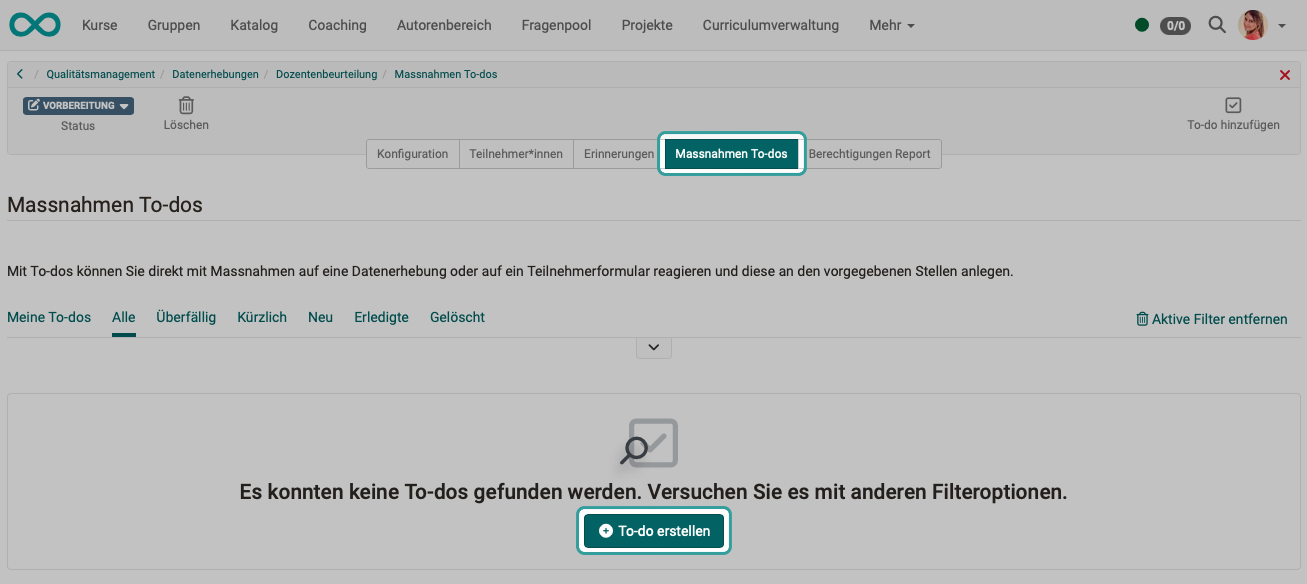 Kurse Gruppen Katalog Coaching Autorenbereich Fragenpool Projekte Curriculumverwaltung Mehr 0/0
/ Qualitätsmanagement / Datenerhebungen / Dozentenbeurteilung / Massnahmen To-dos
VORBEREITUNG
Status Löschen To-do hinzufügen
Konfiguration Teilnehmer*innen Erinnerungen Massnahmen To-dos Berechtigungen Report
Massnahmen To-dos
Mit To-dos können Sie direkt mit Massnahmen auf eine Datenerhebung oder auf ein Teilnehmerformular reagieren und diese an den vorgegebenen Stellen anlegen.
Meine To-dos Alle Überfällig Kürzlich Neu Erledigte Gelöscht Aktive Filter entfernen
Es konnten keine To-dos gefunden werden. Versuchen Sie es mit anderen Filteroptionen.
To-do erstellen